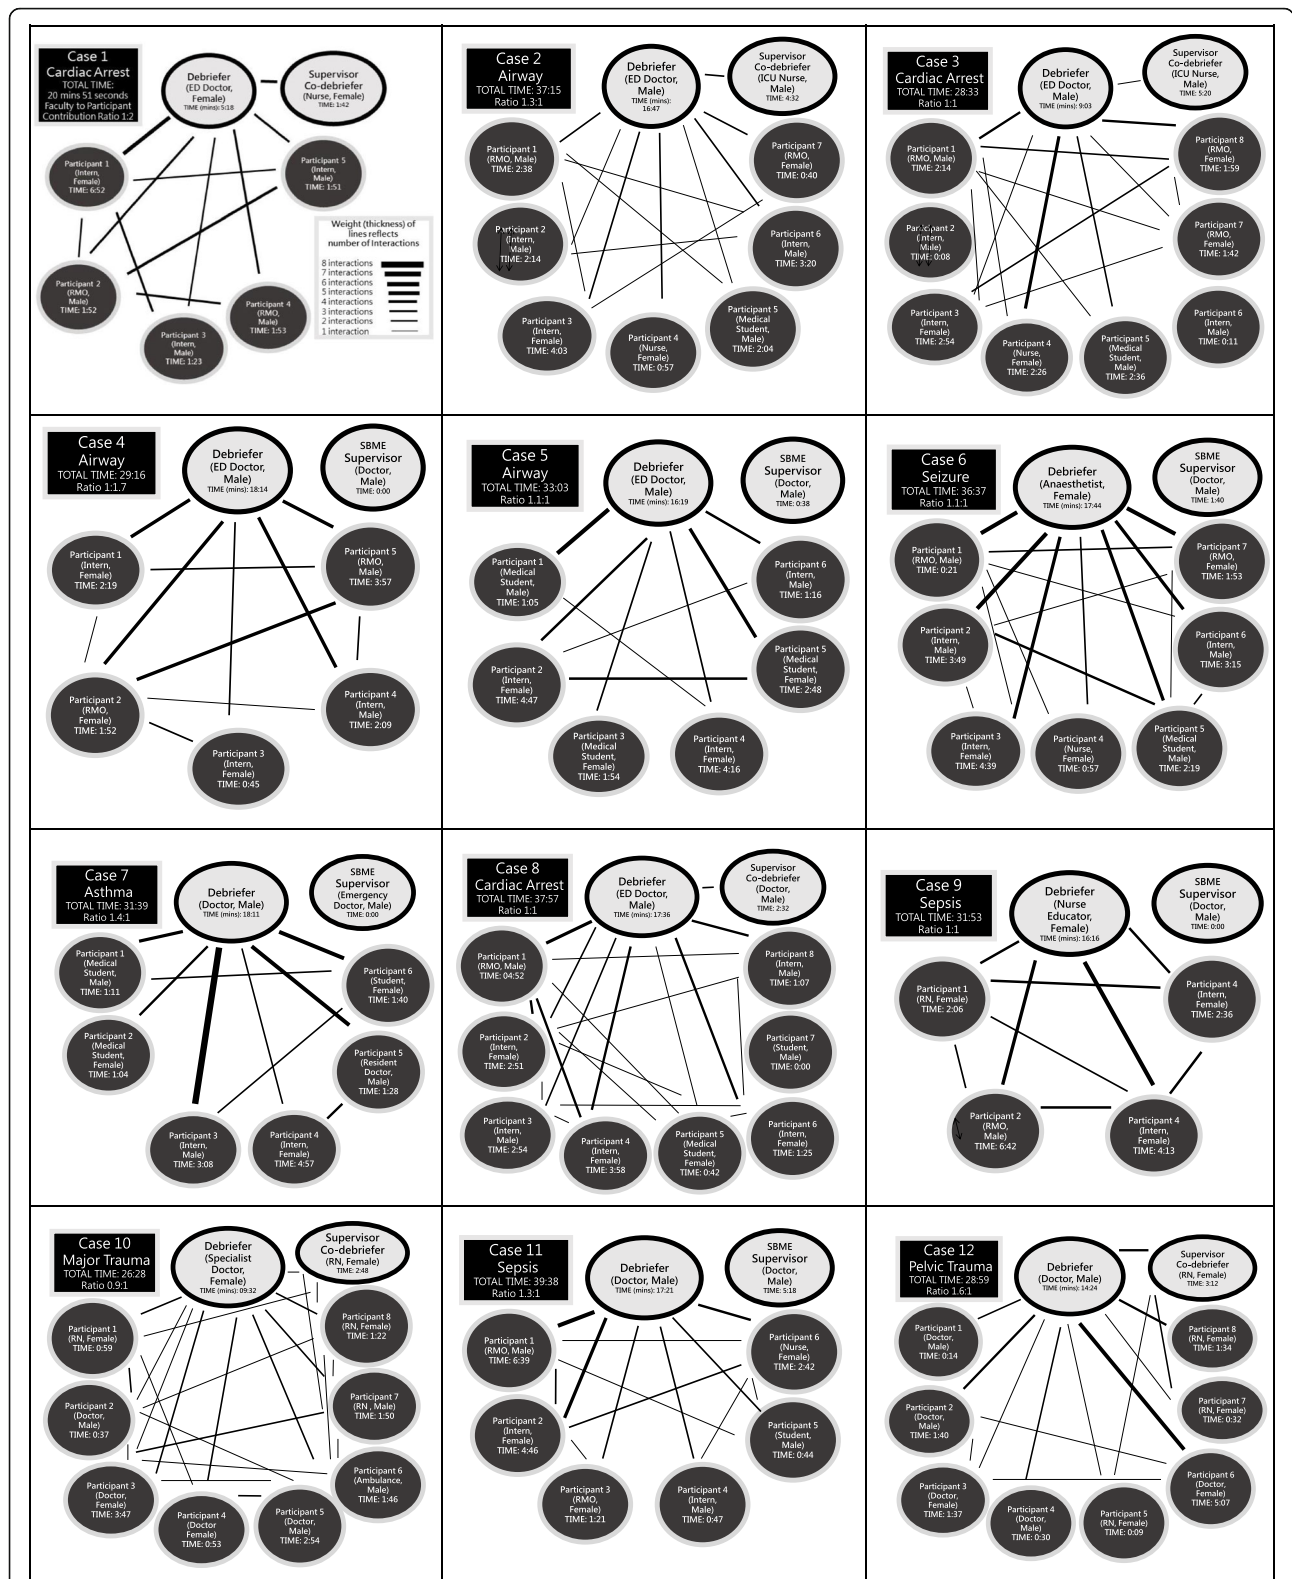 Case 1
Cardiac Arrest
TOTAL TIME:
20 mins 51 seconds
Faculty to Participant
Contribution Ratio 1:2
Debriefer
(ED Doctor,
Female)
TIME (mins): 5:18
Supervisor
Co-debriefer
(Nurse, Female)
TIME: 1:42
Participant 1
(Intern,
Female)
TIME: 6:52
Participant 5
(Intern,
Male)
TIME: 1:51
Participant 2
(RMO,
Male)
TIME: 1:52
Participant 3
(Intern,
Male)
TIME: 1:23
Participant 4
(RMO,
Male)
TIME: 1:53
Weight (thickness) of
lines reflects
number of Interactions
8 interactions
7 interactions
6 interactions
5 interactions
4 interactions
3 interactions
2 interactions
1 interaction
Case 2
Airway
TOTAL TIME: 37:15
Ratio 1.3:1
Debriefer
(ED Doctor,
Male)
TIME (mins):
16:47
Supervisor
Co-debriefer
(ICU Nurse,
Male)
TIME: 4:32
Participant 1
(RMO, Male)
TIME: 2:38
Participant 7
(RMO,
Female)
TIME: 0:40
Participant 2
(Intern,
Male)
TIME: 2:14
Participant 6
(Intern,
Male)
TIME: 3:20
Participant 3
(Intern,
Female)
TIME: 4:03
Participant 4
(Nurse,
Female)
TIME: 0:57
Participant 5
(Medical
Student,
Male)
TIME: 2:04
Case 3
Cardiac Arrest
TOTAL TIME: 28:33
Ratio 1:1
Debriefer
(ED Doctor,
Male)
TIME (mins): 9:03
Supervisor
Co-debriefer
(ICU Nurse,
Male)
TIME: 5:20
Participant 1
(RMO, Male)
TIME: 2:14
Participant 8
(RMO,
Female)
TIME: 1:59
Participant 2
(Intern,
Male)
TIME: 0:08
Participant 7
(RMO,
Female)
TIME: 1:42
Participant 3
(Intern,
Female)
TIME: 2:54
Participant 6
(Intern,
Male)
TIME: 0:11
Participant 4
(Nurse,
Female)
TIME: 2:26
Participant 5
(Medical
Student,
Male)
TIME: 2:36
Case 4
Airway
TOTAL TIME: 29:16
Ratio 1:1.7
Debriefer
(ED Doctor,
Male)
TIME (mins): 18:14
SBME
Supervisor
(Doctor,
Male)
TIME: 0:00
Participant 1
(Intern,
Female)
TIME: 2:19
Participant 5
(RMO,
Male)
TIME: 3:57
Participant 2
(RMO,
Female)
TIME: 1:52
Participant 4
(Intern,
Male)
TIME: 2:09
Participant 3
(Intern,
Female)
TIME: 0:45
Case 5
Airway
TOTAL TIME: 33:03
Ratio 1.1:1
Debriefer
(ED Doctor,
Male)
TIME (mins): 16:19
SBME
Supervisor
(Doctor,
Male)
TIME: 0:38
Participant 1
(Medical
Student,
Male)
TIME: 1:05
Participant 6
(Intern,
Male)
TIME: 1:16
Participant 2
(Intern,
Female)
TIME: 4:47
Participant 5
(Medical
Student,
Female)
TIME: 2:48
Participant 3
(Medical
Student,
Female)
TIME: 1:54
Participant 4
(Intern,
Female)
TIME: 4:16
Case 6
Seizure
TOTAL TIME: 36:37
Ratio 1.1:1
Debriefer
(Anaesthetist,
Female)
TIME (mins): 17:44
SBME
Supervisor
(Doctor,
Male)
TIME: 1:40
Participant 1
(RMO, Male)
TIME: 0:21
Participant 7
(RMO,
Female)
TIME: 1:53
Participant 2
(Intern,
Male)
TIME: 3:49
Participant 6
(Intern,
Male)
TIME: 3:15
Participant 3
(Intern,
Female)
TIME: 4:39
Participant 4
(Nurse,
Female)
TIME: 0:57
Participant 5
(Medical
Student,
Male)
TIME: 2:19
Case 7
Asthma
TOTAL TIME: 31:39
Ratio 1.4:1
Debriefer
(Doctor, Male)
TIME (mins): 18:11
SBME
Supervisor
(Emergency
Doctor, Male)
TIME: 0:00
Participant 1
(Medical
Student,
Male)
TIME: 1:11
Participant 6
(Student,
Female)
TIME: 1:40
Participant 2
(Medical
Student,
Female)
TIME: 1:04
Participant 5
(Resident
Doctor,
Male)
TIME: 1:28
Participant 3
(Intern,
Male)
TIME: 3:08
Participant 4
(Intern,
Female)
TIME: 4:57
Case 8
Cardiac Arrest
TOTAL TIME: 37:57
Ratio 1:1
Debriefer
(ED Doctor,
Male)
TIME (mins): 17:36
Supervisor
Co-debriefer
(Doctor,
Male)
TIME: 2:32
Participant 1
(RMO, Male)
TIME: 04:52
Participant 8
(Intern,
Male)
TIME: 1:07
Participant 2
(Intern,
Female)
TIME: 2:51
Participant 7
(Student,
Male)
TIME: 0:00
Participant 3
(Intern,
Male)
TIME: 2:54
Participant 6
(Intern,
Female)
TIME: 1:25
Participant 4
(Intern,
Female)
TIME: 3:58
Participant 5
(Medical
Student,
Female)
TIME: 0:42
Case 9
Sepsis
TOTAL TIME: 31:53
Ratio 1:1
Debriefer
(Nurse
Educator,
Female)
TIME (mins): 16:16
SBME
Supervisor
(Doctor,
Male)
TIME: 0:00
Participant 1
(RN, Female)
TIME: 2:06
Participant 4
(Intern,
Female)
TIME: 2:36
Participant 2
(RMO,
Male)
TIME: 6:42
Participant 4
(Intern,
Female)
TIME: 4:13
Case 10
Major Trauma
TOTAL TIME: 26:28
Ratio 0.9:1
Debriefer
(Specialist
Doctor,
Female)
TIME (mins): 09:32
Supervisor
Co-debriefer
(RN, Female)
TIME: 2:48
Participant 1
(RN, Female)
TIME: 0:59
Participant 8
(RN, Female)
TIME: 1:22
Participant 2
(Doctor,
Male)
TIME: 0:37
Participant 7
(RN , Male)
TIME: 1:50
Participant 3
(Doctor,
Female)
TIME: 3:47
Participant 6
(Ambulance,
Male)
TIME: 1:46
Participant 4
(Doctor
Female)
TIME: 0:53
Participant 5
(Doctor,
Male)
TIME: 2:54
Case 11
Sepsis
TOTAL TIME: 39:38
Ratio 1.3:1
Debriefer
(Doctor, Male)
TIME (mins): 17:21
SBME
Supervisor
(Doctor,
Male)
TIME: 5:18
Participant 1
(RMO, Male)
TIME: 6:39
Participant 6
(Nurse,
Female)
TIME: 2:42
Participant 2
(Intern,
Female)
TIME: 4:46
Participant 5
(Student,
Male)
TIME: 0:44
Participant 3
(RMO,
Female)
TIME: 1:21
Participant 4
(Intern,
Male)
TIME: 0:47
Case 12
Pelvic Trauma
TOTAL TIME: 28:59
Ratio 1.6:1
Debriefer
(Doctor, Male)
TIME (mins): 14:24
Supervisor
Co-debriefer
(RN, Female)
TIME: 3:12
Participant 1
(Doctor,
Male)
TIME: 0:14
Participant 8
(RN, Female)
TIME: 1:34
Participant 2
(Doctor,
Male)
TIME: 1:40
Participant 7
(RN, Female)
TIME: 0:32
Participant 3
(Doctor,
Female)
TIME: 1:37
Participant 6
(Doctor,
Female)
TIME: 5:07
Participant 4
(Doctor,
Male)
TIME: 0:30
Participant 5
(RN, Female)
TIME: 0:09